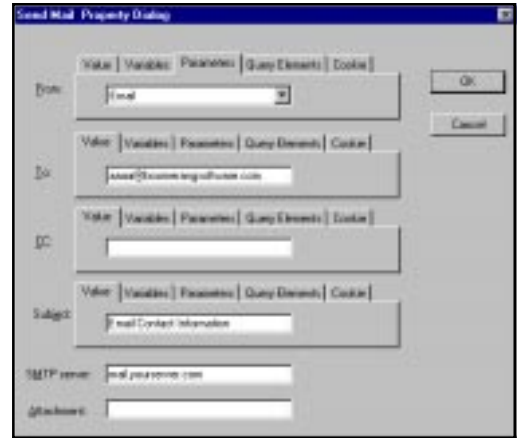 Send Mail Property Dialog
Value Variables Parameters Query Elements Cookie
From:
Email
OK
Cancel
Value Variables Parameters Query Elements Cookie
To:
Value Variables Parameters Query Elements Cookie
CC:
Value Variables Parameters Query Elements Cookie
Subject:
Email Contact Information
SMTP server:
mail.yourserver.com
Attachment: